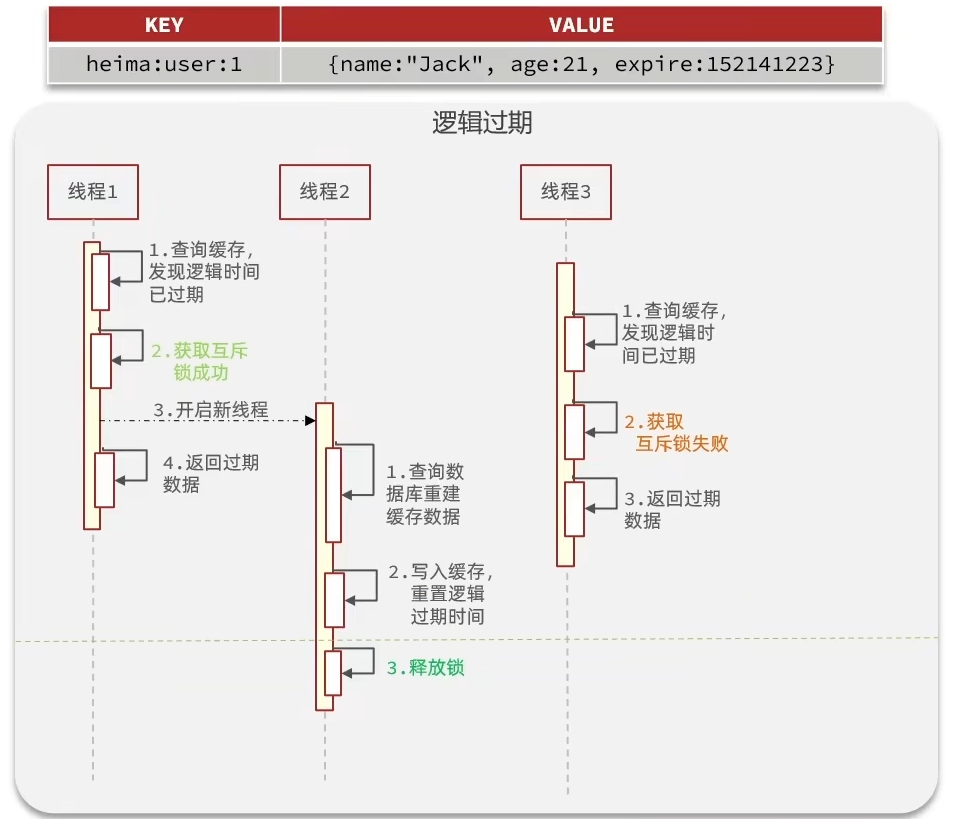 KEY VALUE
heima:user:1 {name:"Jack", age:21, expire:152141223}
逻辑过期
线程1
线程2
线程3
1.查询缓存,
发现逻辑时间
已过期
2.获取互斥
锁成功
3.开启新线程
4.返回过期
数据
1.查询数
据库重建
缓存数据
2.写入缓存,
重置逻辑
过期时间
3.释放锁
1.查询缓存,
发现逻辑时
间已过期
2.获取
互斥锁失败
3.返回过期
数据